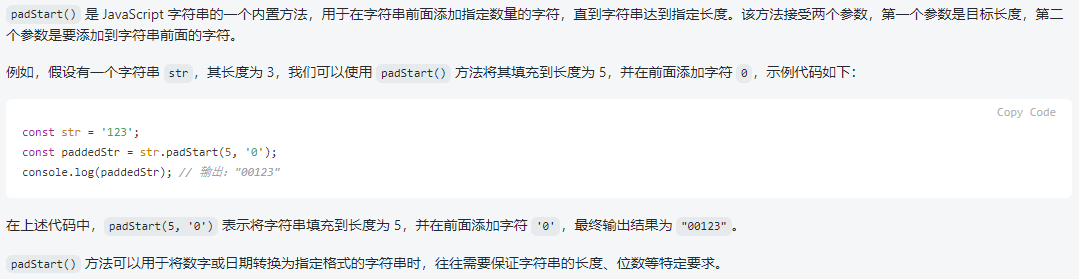 padStart() 是 JavaScript 字符串的一个内置方法，用于在字符串前面添加指定数量的字符，直到字符串达到指定长度。该方法接受两个参数，第一个参数是目标长度，第二
个参数是要添加到字符串前面的字符。
例如，假设有一个字符串 str，其长度为 3，我们可以使用 padStart() 方法将其填充到长度为 5，并在前面添加字符 0，示例代码如下：
Copy Code
const str = '123';
const paddedStr = str.padStart(5, '0');
console.log(paddedStr); // 输出："00123"
在上述代码中，padStart(5, '0') 表示将字符串填充到长度为 5，并在前面添加字符 '0'，最终输出结果为 "00123"。
padStart() 方法可以用于将数字或日期转换为指定格式的字符串时，往往需要保证字符串的长度、位数等特定要求。